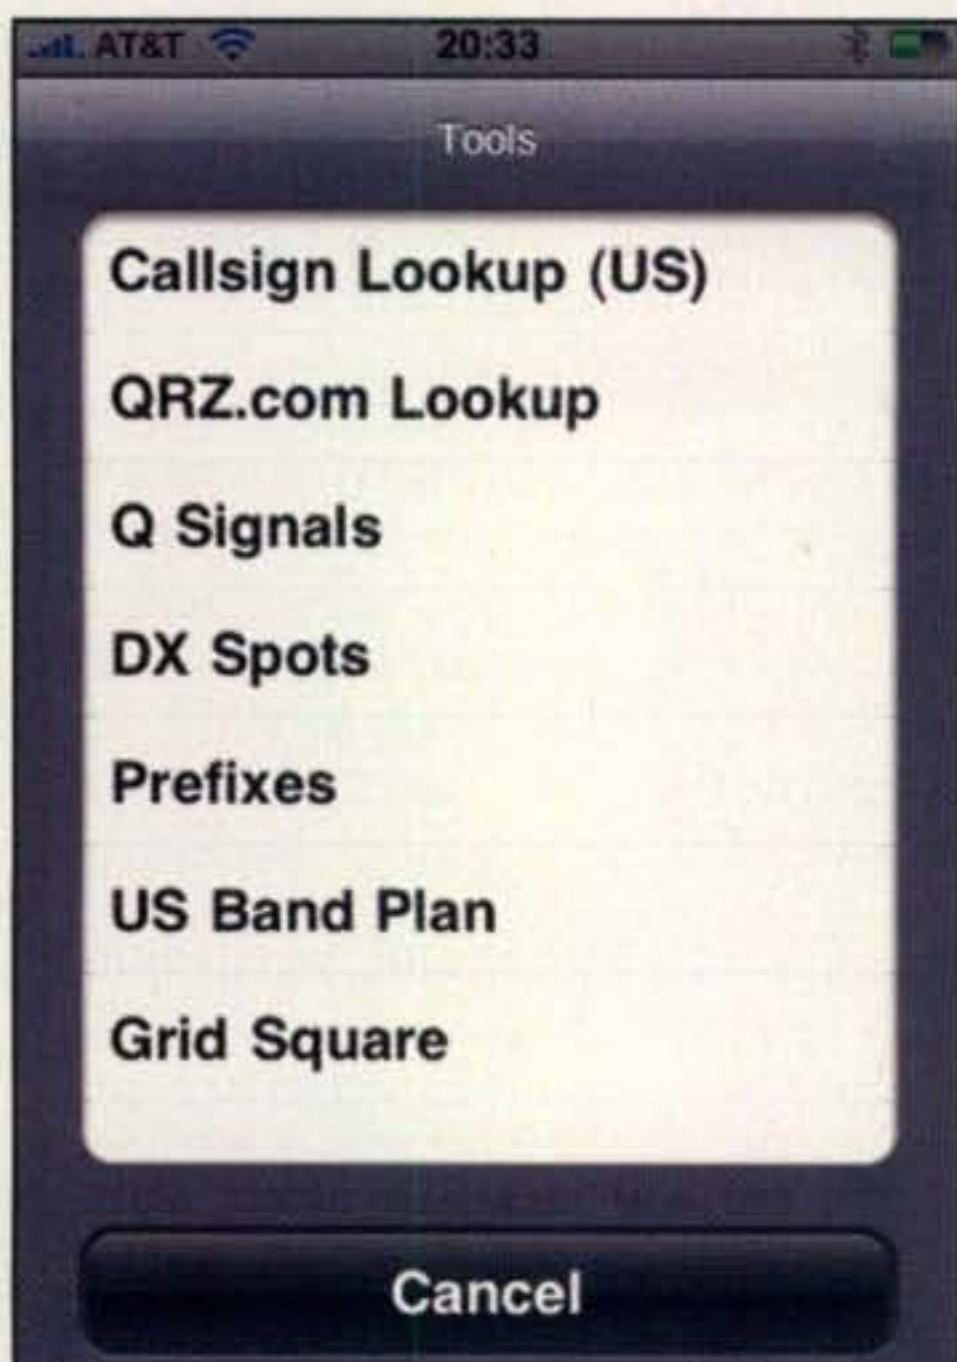 AT&T 20:33
Tools
Callsign Lookup (US)
QRZ.com Lookup
Q Signals
DX Spots
Prefixes
US Band Plan
Grid Square
Cancel